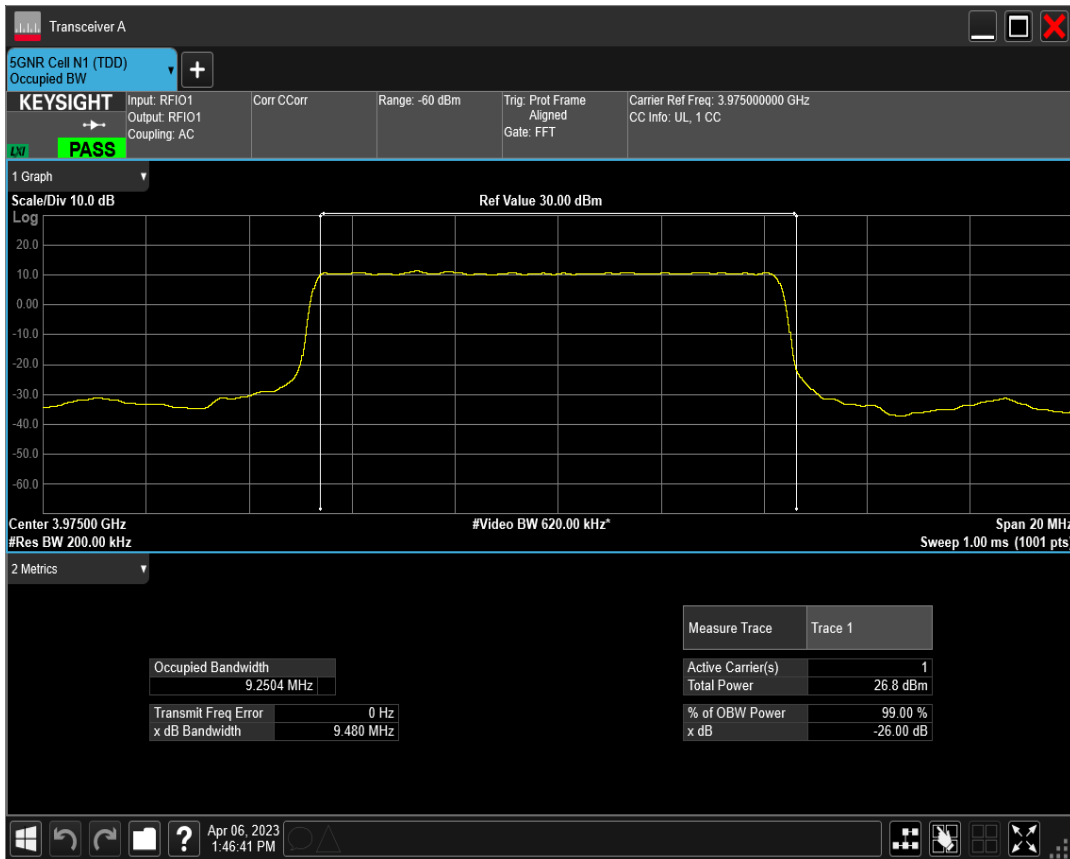 Transceiver A
5GNR Cell N1 (TDD)
Occupied BW
+
KEYSIGHT
LXI
PASS
Input: RFIO1
Output: RFIO1
Coupling: AC
Corr CCorr
Range: -60 dBm
Trig: Prot Frame
Aligned
Gate: FFT
Carrier Ref Freq: 3.975000000 GHz
CC Info: UL, 1 CC
1 Graph
Scale/Div 10.0 dB
Ref Value 30.00 dBm
Log
20.0
10.0
0.00
-10.0
-20.0
-30.0
-40.0
-50.0
-60.0
Center 3.97500 GHz
#Video BW 620.00 kHz*
Span 20 MHz
#Res BW 200.00 kHz
Sweep 1.00 ms (1001 pts)
2 Metrics
Measure Trace Trace 1
Occupied Bandwidth
9.2504 MHz
Active Carrier(s) 1
Total Power 26.8 dBm
Transmit Freq Error 0 Hz
x dB Bandwidth 9.480 MHz
% of OBW Power 99.00 %
x dB -26.00 dB
?
Apr 06, 2023
1:46:41 PM